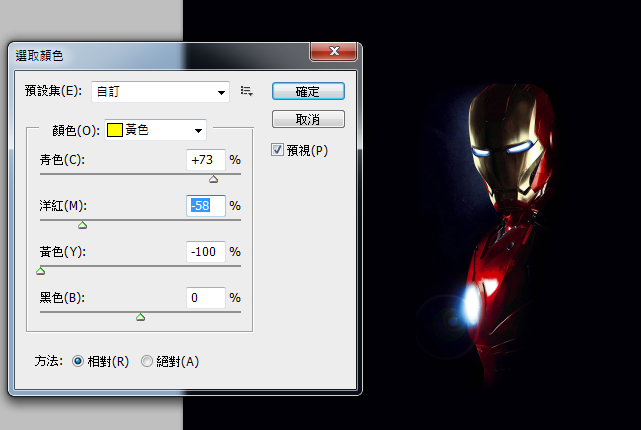 選取顏色
預設集(E): 自訂
確定
取消
預視(P)
顏色(O): 黃色
青色(C): +73 %
洋紅(M): -58 %
黃色(Y): -100 %
黑色(B): 0 %
方法: 相對(R) 絕對(A)